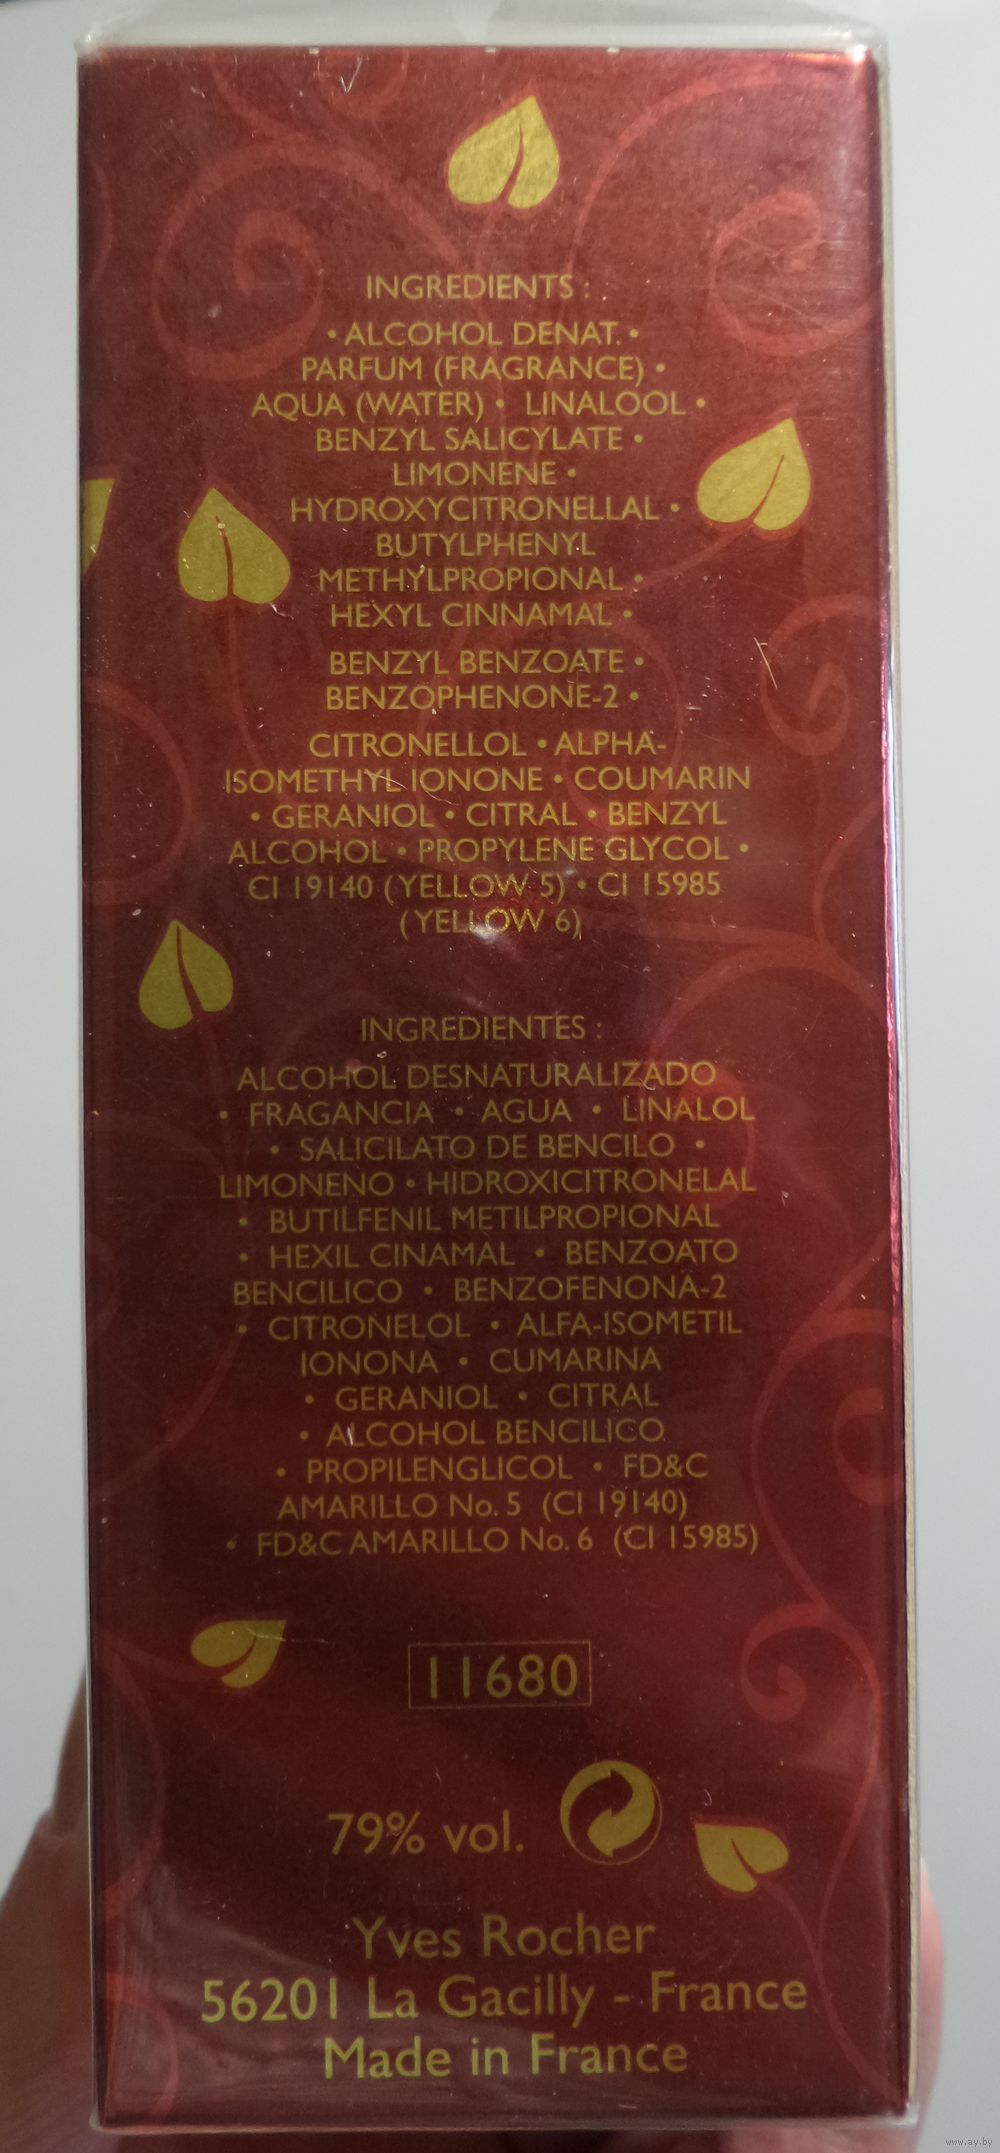 INGREDIENTS :
• ALCOHOL DENAT. •
PARFUM (FRAGRANCE) •
AQUA (WATER) • LINALOOL •
BENZYL SALICYLATE •
LIMONENE •
HYDROXYCITRONELLAL •
BUTYLPHENYL
METHYLPROPIONAL •
HEXYL CINNAMAL •
BENZYL BENZOATE •
BENZOPHENONE-2 •
CITRONELLOL • ALPHA-
ISOMETHYL IONONE • COUMARIN
• GERANIOL • CITRAL • BENZYL
ALCOHOL • PROPYLENE GLYCOL •
CI 19140 (YELLOW 5) • CI 15985
(YELLOW 6)
INGREDIENTES :
ALCOHOL DESNATURALIZADO
• FRAGANCIA • AGUA • LINALOL
• SALICILATO DE BENCILO •
LIMONENO • HIDROXICITRONELAL
• BUTILFENIL METILPROPIONAL
• HEXIL CINAMAL • BENZOATO
BENCILICO • BENZOFENONA-2
• CITRONELOL • ALFA-ISOMETIL
IONONA • CUMARINA
• GERANIOL • CITRAL
• ALCOHOL BENCILICO
• PROPILENGLICOL • FD&C
AMARILLO No. 5 (CI 19140)
• FD&C AMARILLO No. 6 (CI 15985)
11680
79% vol.
Yves Rocher
56201 La Gacilly - France
Made in France
www.ay.by